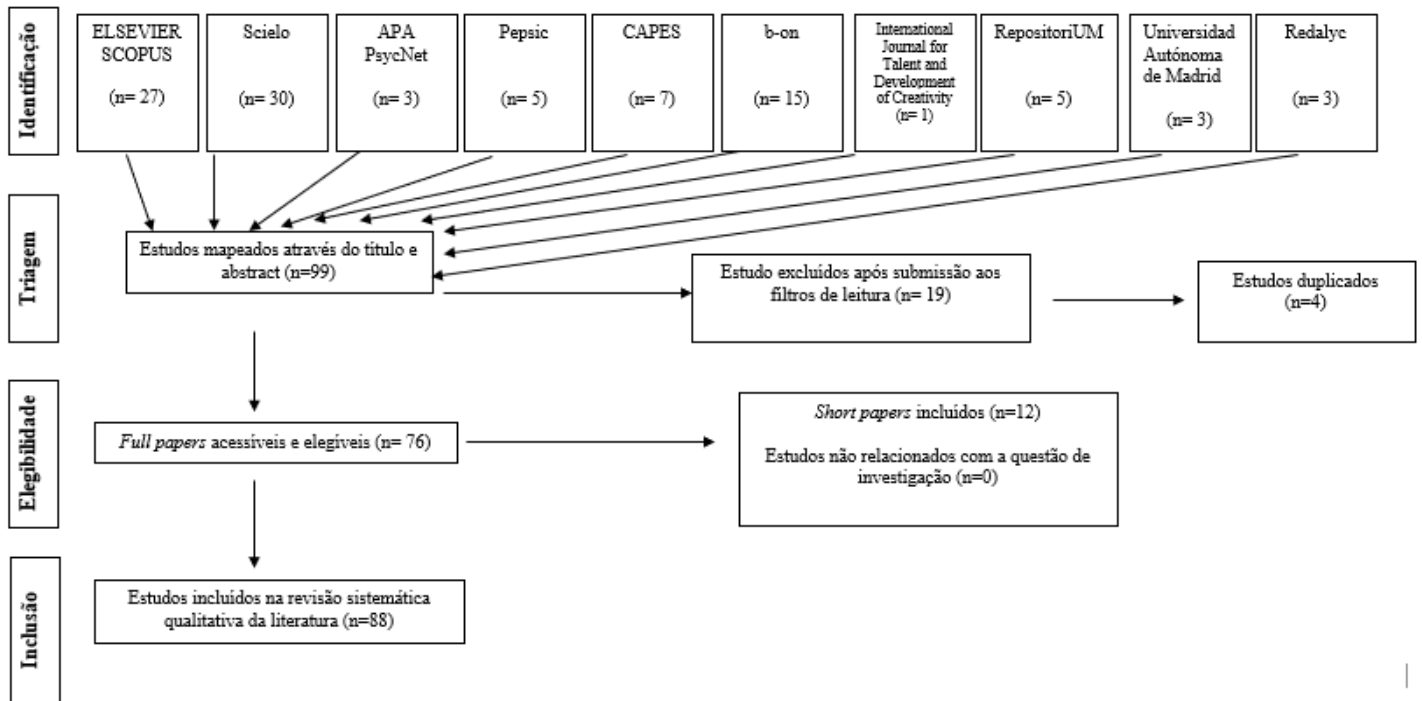 Identificação
ELSEVIER
SCOPUS
(n= 27)
Scielo
(n= 30)
APA
PsycNet
(n= 3)
Pepsic
(n= 5)
CAPES
(n= 7)
b-on
(n= 15)
International
Journal for
Talent and
Development
of Creativity
(n= 1)
RepositoriUM
(n= 5)
Universidad
Autónoma
de Madrid
(n= 3)
Redalyc
(n= 3)
Triagem
Estudos mapeados através do título e
abstract (n=99)
Estudo excluídos após submissão aos
filtros de leitura (n= 19)
Estudos duplicados
(n=4)
Elegibilidade
Full papers acessíveis e elegíveis (n= 76)
Short papers incluídos (n=12)
Estudos não relacionados com a questão de
investigação (n=0)
Inclusão
Estudos incluídos na revisão sistemática
qualitativa da literatura (n=88)